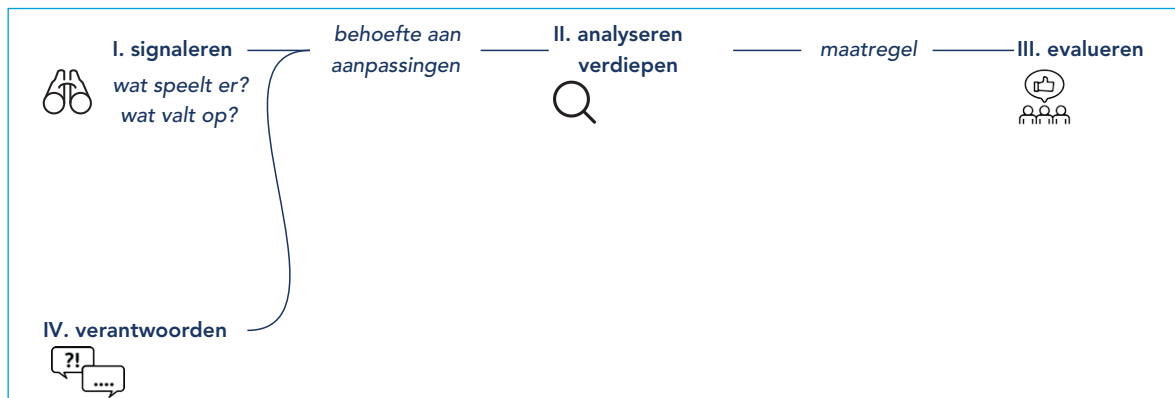 I. signaleren
wat speelt er?
wat valt op?
behoefte aan
aanpassingen
II. analyseren
verdiepen
maatregel
III. evalueren
IV. verantwoorden
?!
....